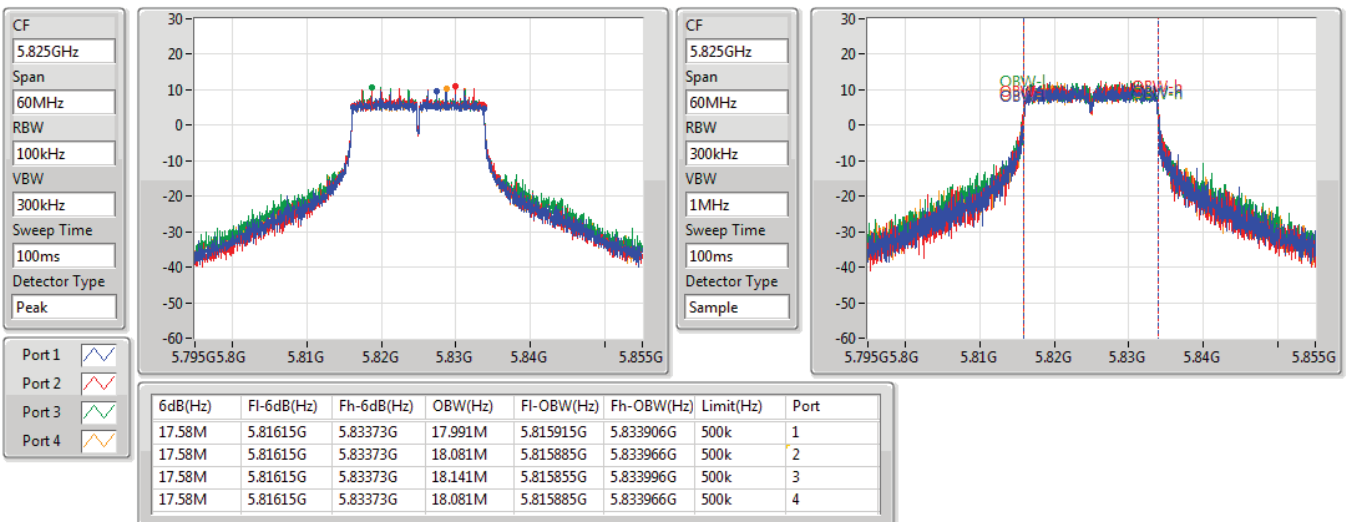 CF
5.825GHz
Span
60MHz
RBW
100kHz
VBW
300kHz
Sweep Time
100ms
Detector Type
Peak
30
20
10
0
-10
-20
-30
-40
-50
-60
5.795G 5.8G 5.81G 5.82G 5.83G 5.84G 5.855G
CF
5.825GHz
Span
60MHz
RBW
300kHz
VBW
1MHz
Sweep Time
100ms
Detector Type
Sample
30
20
10
0
-10
-20
-30
-40
-50
-60
OBW-l
5.795G 5.8G 5.81G 5.82G 5.83G 5.84G 5.855G
Port 1
Port 2
Port 3
Port 4
6dB(Hz) Fl-6dB(Hz) Fh-6dB(Hz) OBW(Hz) Fl-OBW(Hz) Fh-OBW(Hz) Limit(Hz) Port
17.58M 5.81615G 5.83373G 17.991M 5.815915G 5.833906G 500k 1
17.58M 5.81615G 5.83373G 18.081M 5.815885G 5.833966G 500k 2
17.58M 5.81615G 5.83373G 18.141M 5.815855G 5.833996G 500k 3
17.58M 5.81615G 5.83373G 18.081M 5.815885G 5.833966G 500k 4